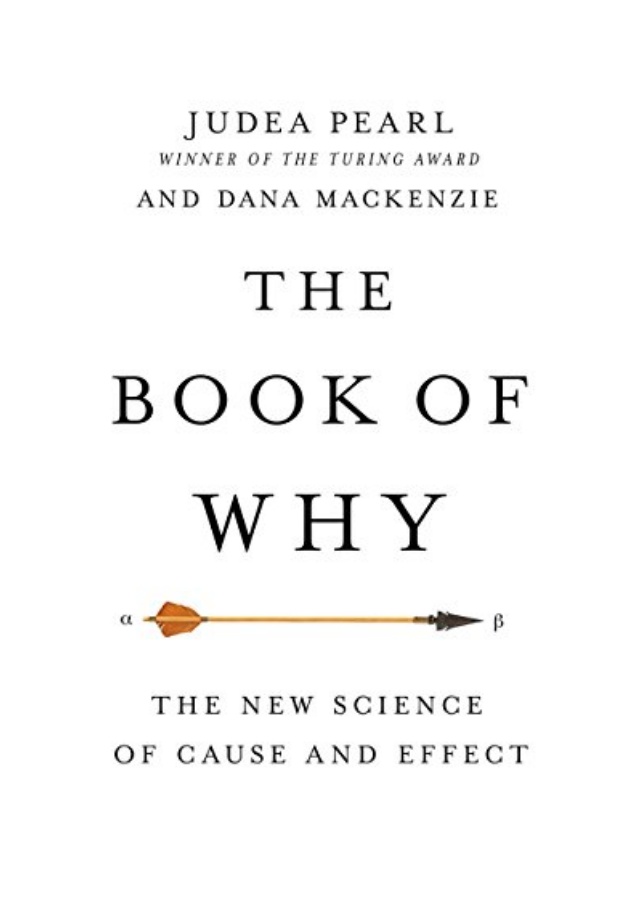 JUDEA PEARL
WINNER OF THE TURING AWARD
AND DANA MACKENZIE
THE
BOOK OF
WHY
α β
THE NEW SCIENCE
OF CAUSE AND EFFECT